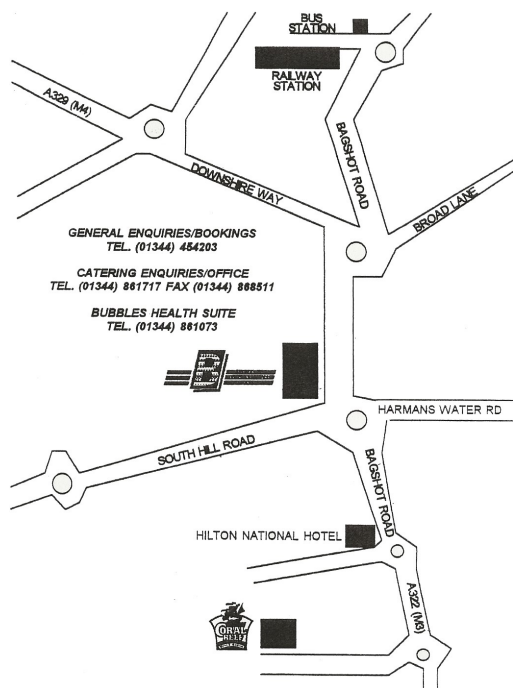 BUS
STATION
RAILWAY
STATION
A329 (M4)
BAGSHOT ROAD
DOWNSHIRE WAY
BROAD LANE
GENERAL ENQUIRIES/BOOKINGS
TEL. (01344) 454203
CATERING ENQUIRIES/OFFICE
TEL. (01344) 861717 FAX (01344) 868511
BUBBLES HEALTH SUITE
TEL. (01344) 861073
HARMANS WATER RD
SOUTH HILL ROAD
BAGSHOT ROAD
HILTON NATIONAL HOTEL
A322 (M3)
CORAL
REEF